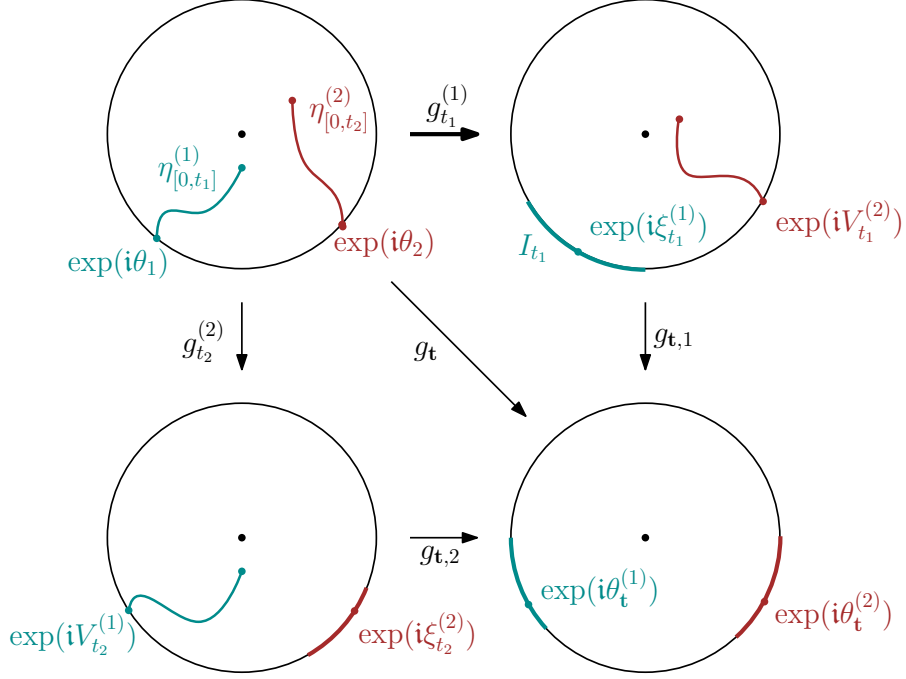 η^{(1)}_{[0,t_1]}
η^{(2)}_{[0,t_2]}
exp(iθ_1)
exp(iθ_2)
g^{(1)}_{t_1}
I_{t_1}
exp(iξ^{(1)}_{t_1})
exp(iV^{(2)}_{t_1})
g^{(2)}_{t_2}
g_𝐭
g_{𝐭,1}
exp(iV^{(1)}_{t_2})
exp(iξ^{(2)}_{t_2})
g_{𝐭,2}
exp(iθ^{(1)}_𝐭)
exp(iθ^{(2)}_𝐭)